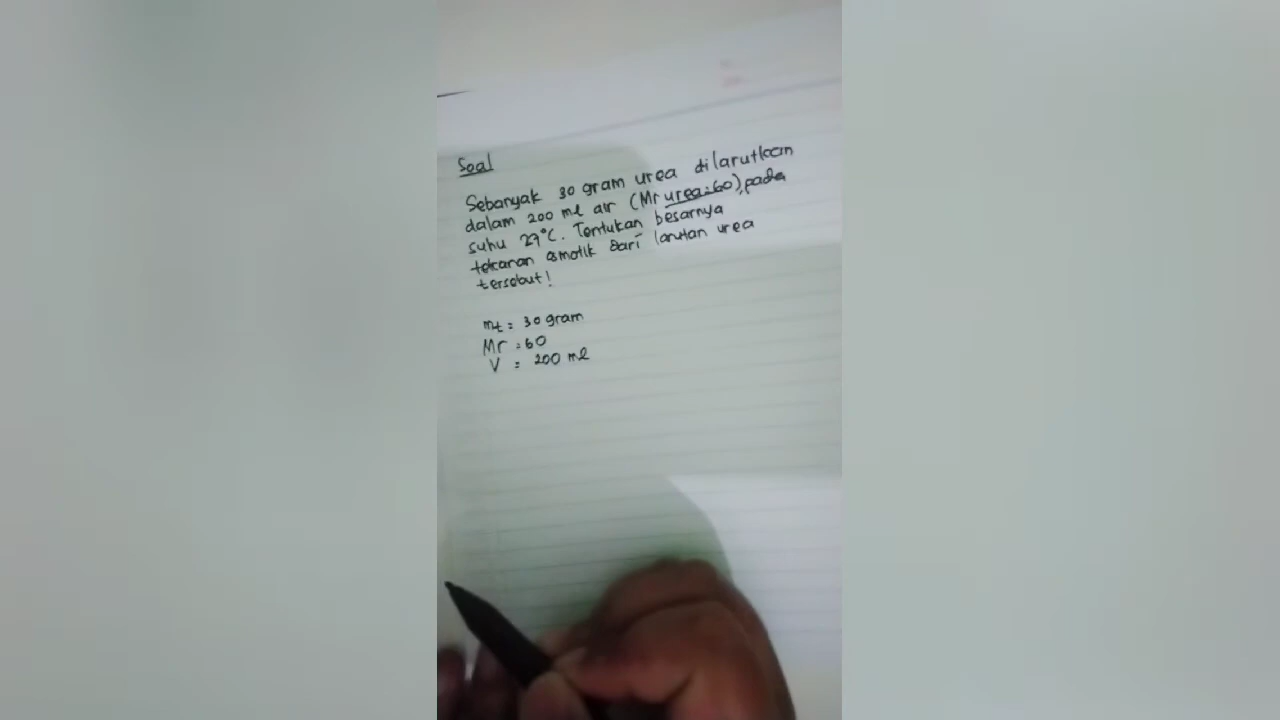 Soal
Sebanyak 30 gram urea dilarutkan
dalam 200 ml air (Mr urea=60), pada
suhu 27°C. Tentukan besarnya
tekanan osmotik dari larutan urea
tersebut!
mt = 30 gram
Mr = 60
V = 200 ml